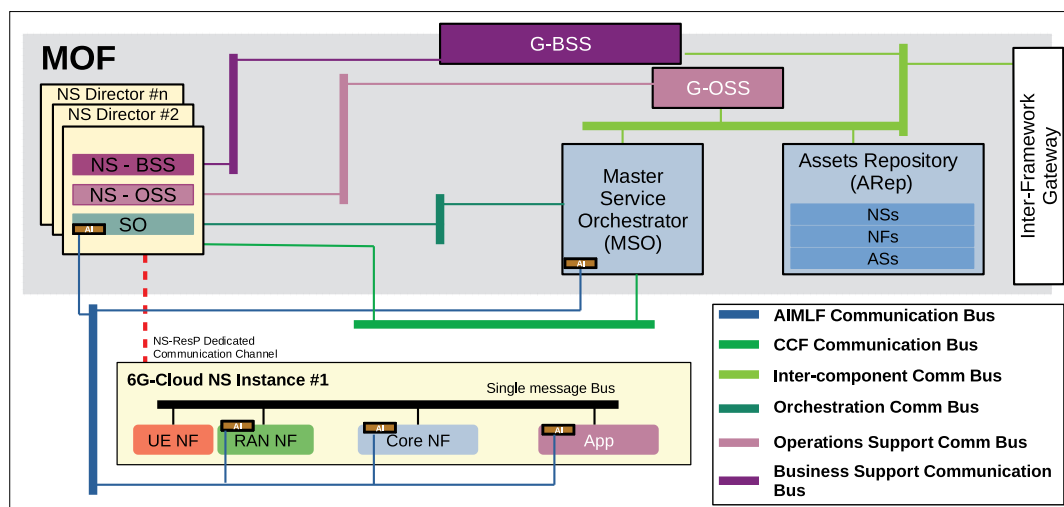 MOF
G-BSS
G-OSS
NS Director #n
NS Director #2
NS - BSS
NS - OSS
SO
AI
Master
Service
Orchestrator
(MSO)
AI
Assets Repository
(ARep)
NSs
NFs
ASs
Inter-Framework
Gateway
NS-ResP Dedicated
Communication Channel
6G-Cloud NS Instance #1
Single message Bus
UE NF
AI
RAN NF
AI
Core NF
AI
App
AIMLF Communication Bus
CCF Communication Bus
Inter-component Comm Bus
Orchestration Comm Bus
Operations Support Comm Bus
Business Support Communication
Bus